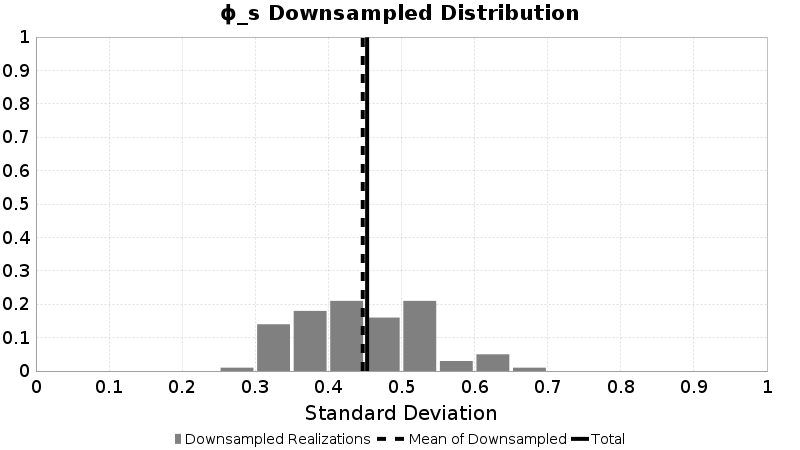 ϕ_s Downsampled Distribution
1
0.9
0.8
0.7
0.6
0.5
0.4
0.3
0.2
0.1
0
0 0.1 0.2 0.3 0.4 0.5 0.6 0.7 0.8 0.9 1
Standard Deviation
Downsampled Realizations Mean of Downsampled Total